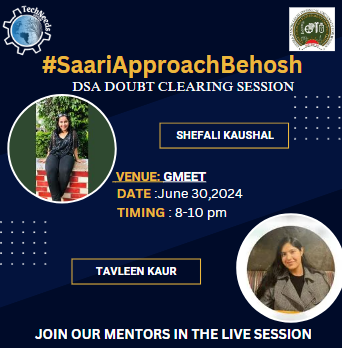 TechNeeds
#SaariApproachBehosh
DSA DOUBT CLEARING SESSION
SHEFALI KAUSHAL
VENUE: GMEET
DATE :June 30,2024
TIMING : 8-10 pm
TAVLEEN KAUR
JOIN OUR MENTORS IN THE LIVE SESSION